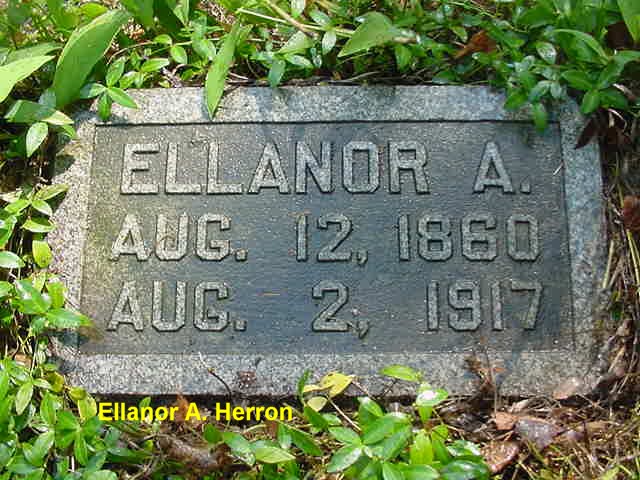 ELLANOR A.
AUG. 12, 1860
AUG. 2, 1917
Ellanor A. Herron